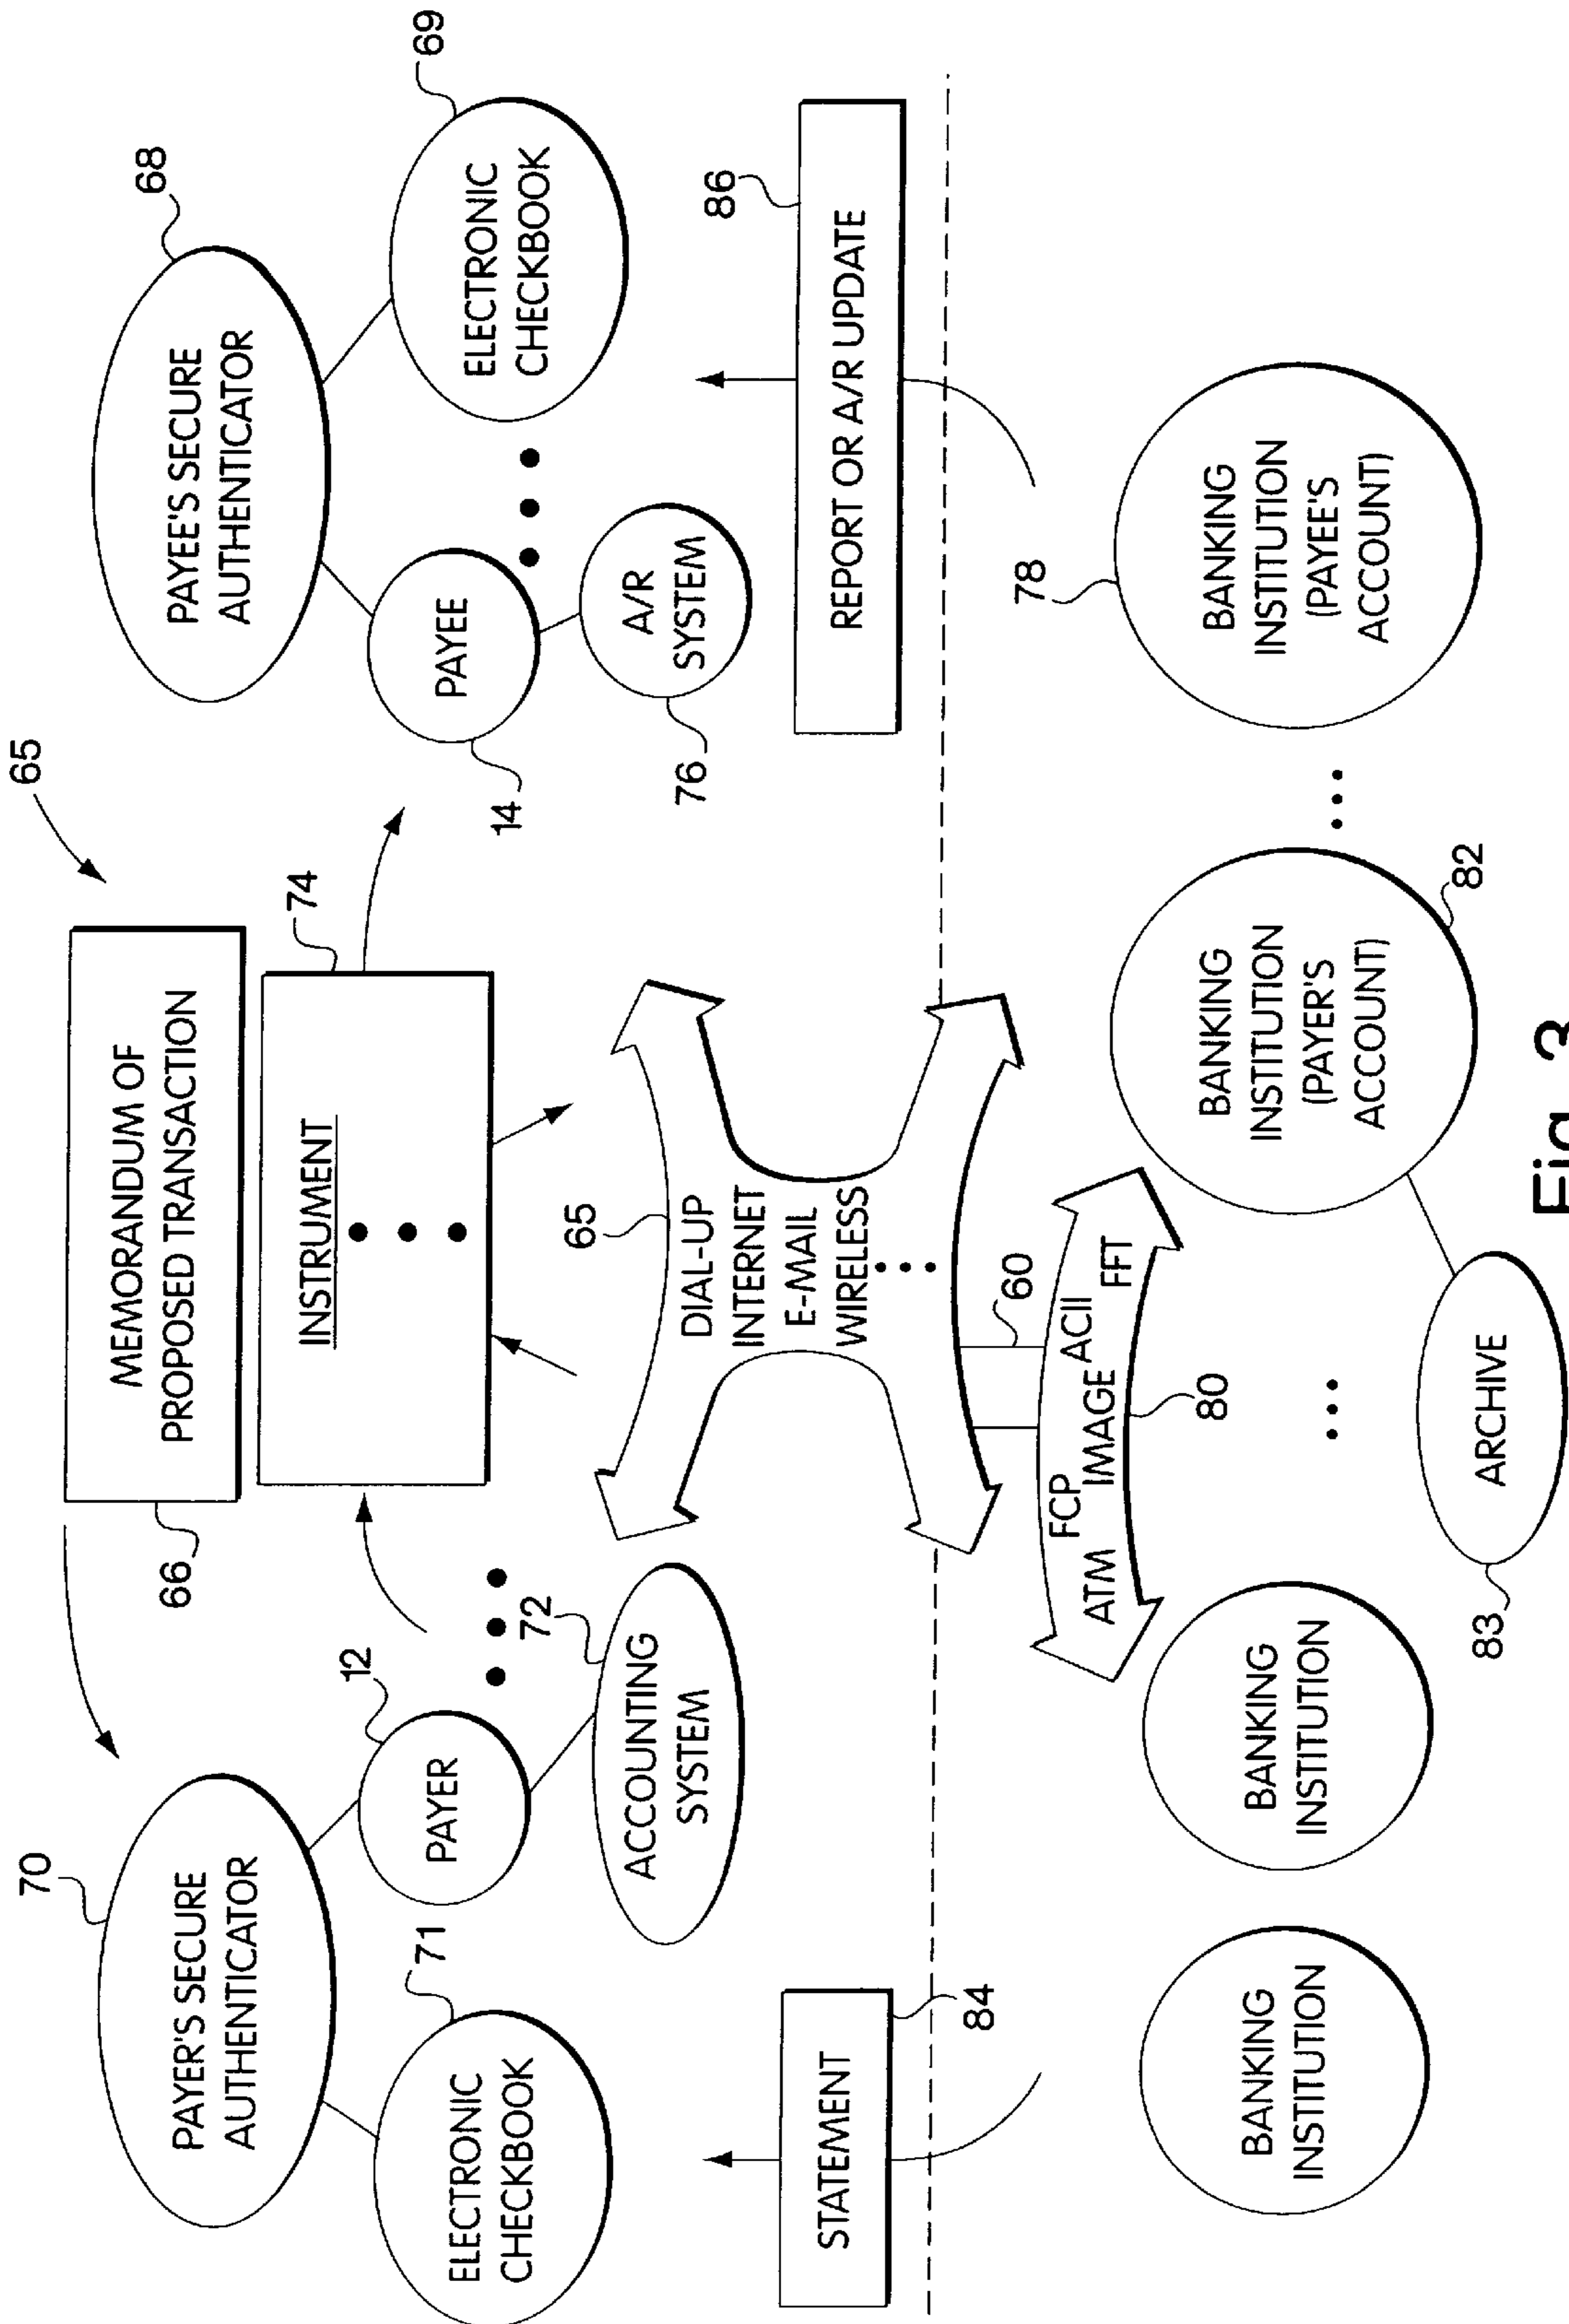 65
MEMORANDUM OF
PROPOSED TRANSACTION
66
70
PAYER'S SECURE
AUTHENTICATOR
71
ELECTRONIC
CHECKBOOK
12
PAYER
72
ACCOUNTING
SYSTEM
74
INSTRUMENT
68
PAYEE'S SECURE
AUTHENTICATOR
69
ELECTRONIC
CHECKBOOK
14
PAYEE
76
A/R
SYSTEM
65
DIAL-UP
INTERNET
E-MAIL
WIRELESS
84
STATEMENT
86
REPORT OR A/R UPDATE
60
ATM FCP IMAGE ACII FFT
80
BANKING
INSTITUTION
BANKING
INSTITUTION
82
BANKING
INSTITUTION
(PAYER'S
ACCOUNT)
78
BANKING
INSTITUTION
(PAYEE'S
ACCOUNT)
83
ARCHIVE
Fig. 3